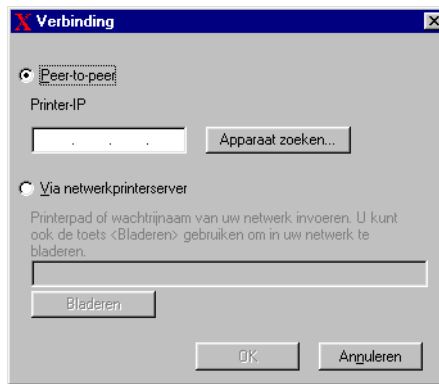 Verbinding
Peer-to-peer
Printer-IP
. . .
Apparaat zoeken...
Via netwerkprinterserver
Printerpad of wachtrijnaam van uw netwerk invoeren. U kunt
ook de toets <Bladeren> gebruiken om in uw netwerk te
bladeren.
Bladeren
OK
Annuleren